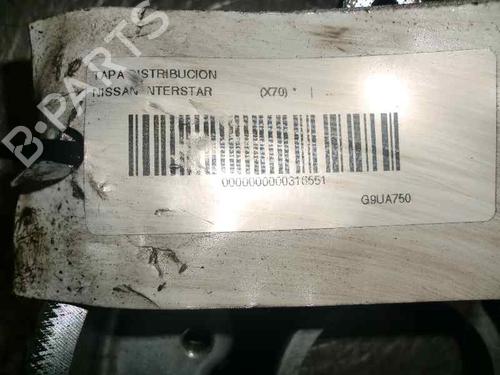 TAPA DISTRIBUCION
NISSAN INTERSTAR (X70) * |
0000000000316551
G9UA750
B-PARTS